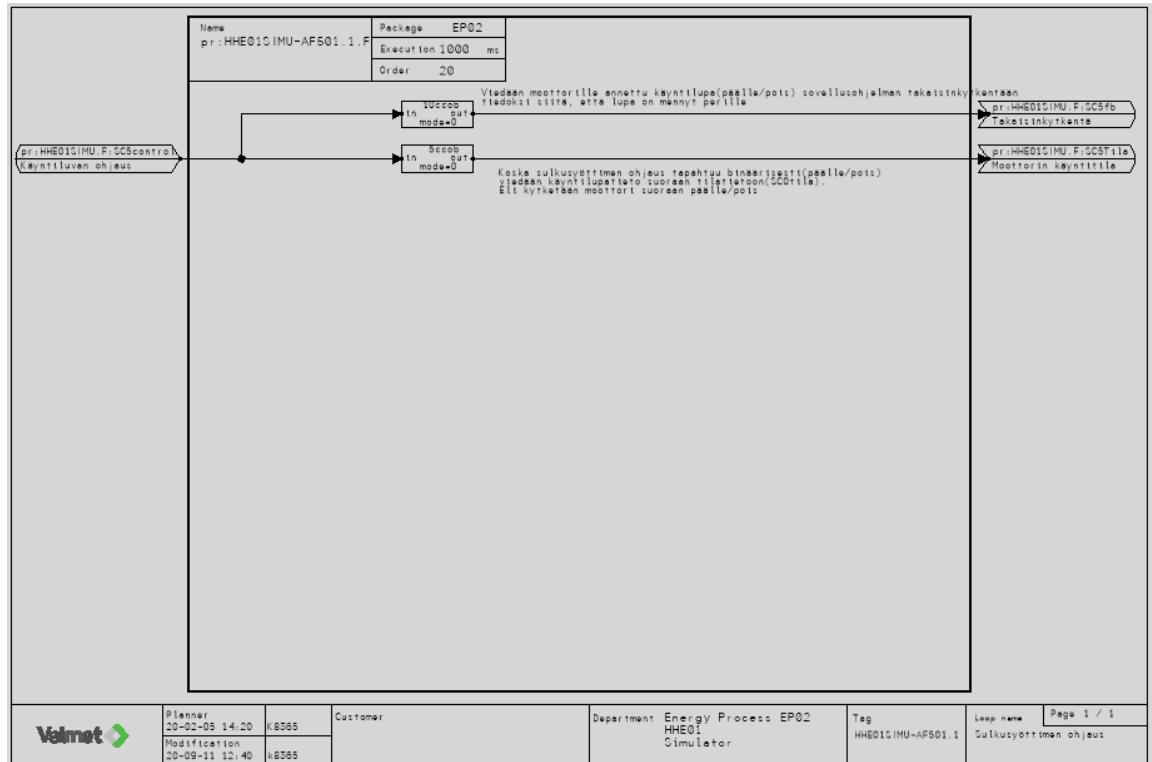 Name
pr:HHE01SIMU-AF501.1.F
Package EP02
Execution 1000 ms
Order 20
Viedään moottorille annettu käyntilupa(päälle/pois) sovellusohjelman takaisinkytkentään
tiedoksi siitä, että lupa on mennyt perille
10ccob
in out
mode=0
pr:HHE01SIMU.F:SC5fb
Takaisinkytkentä
pr:HHE01SIMU.F:SC5control
Käyntiluvan ohjaus
5ccob
in out
mode=0
pr:HHE01SIMU.F:SC5Tila
Moottorin käyntitila
Koska sulkusyöttimen ohjaus tapahtuu binäärisesti(päälle/pois)
viedään käyntilupatieto suoraan tilatietoon(SC0tila).
Eli kytketään moottori suoraan päälle/pois
Valmet
Planner
20-02-05 14:20 K8365
Modification
20-09-11 12:40 k8365
Customer
Department Energy Process EP02
HHE01
Simulator
Tag
HHE01SIMU-AF501.1
Loop name Page 1 / 1
Sulkusyöttimen ohjaus